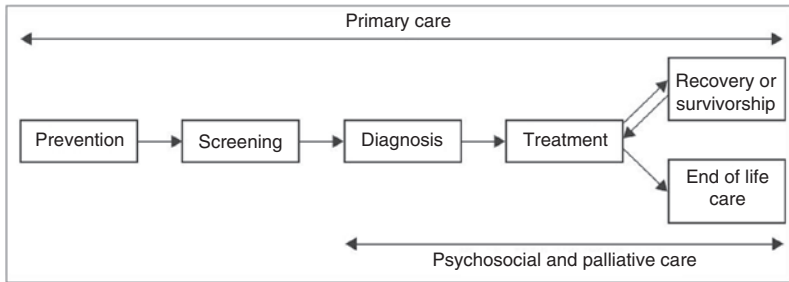 Primary care
Recovery or
survivorship
Prevention
Screening
Diagnosis
Treatment
End of life
care
Psychosocial and palliative care